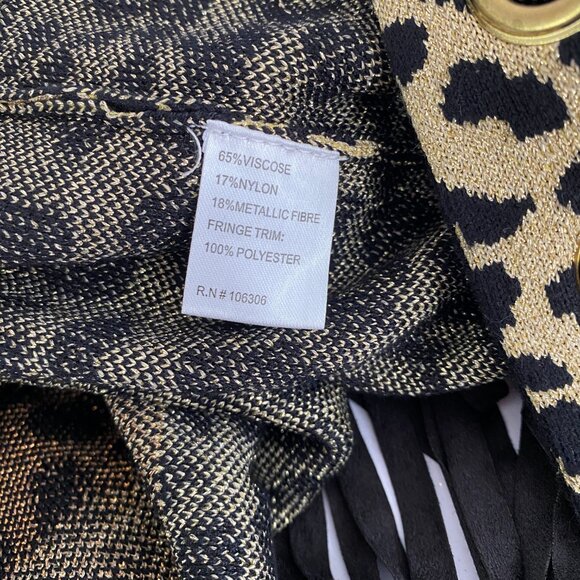 65%VISCOSE
17%NYLON
18%METALLIC FIBRE
FRINGE TRIM:
100% POLYESTER
R.N # 106306